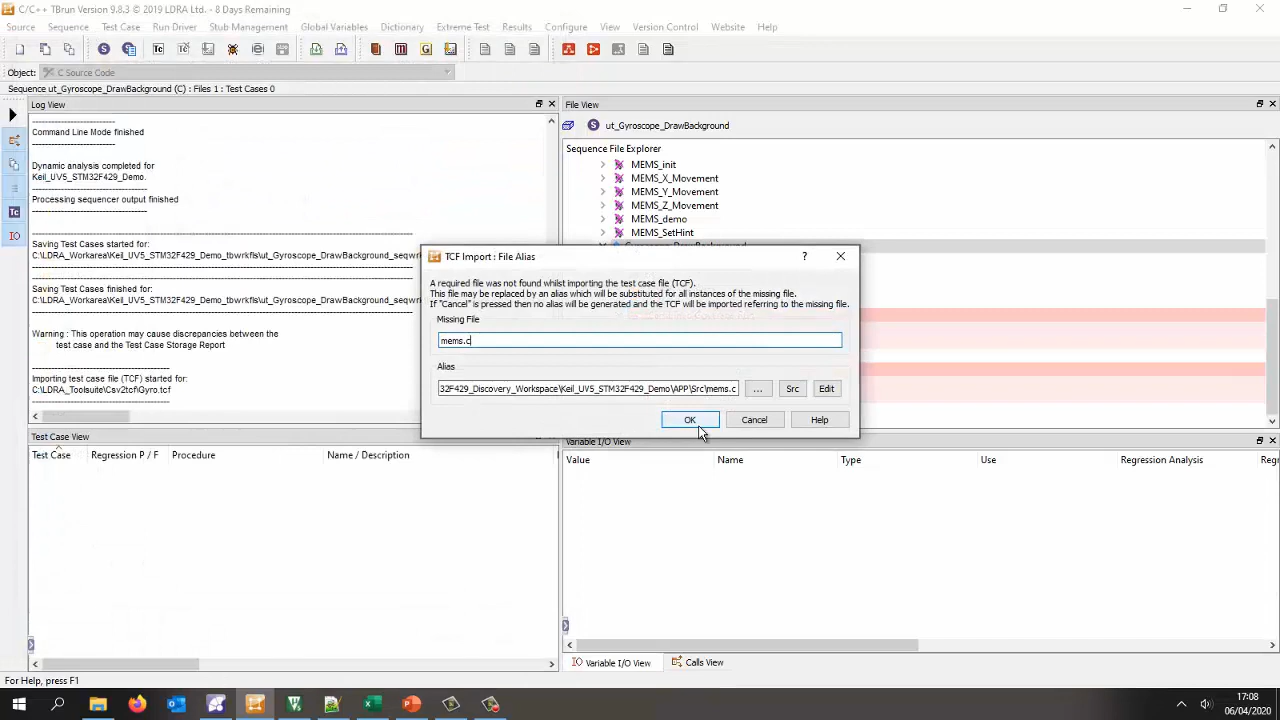 C/C++ TBrun Version 9.8.3 © 2019 LDRA Ltd. - 8 Days Remaining
Source Sequence Test Case Run Driver Stub Management Global Variables Dictionary Extreme Test Results Configure View Version Control Website Help
Object: C Source Code
Sequence ut_Gyroscope_DrawBackground (C) : Files 1 : Test Cases 0
Log View
Command Line Mode finished
Dynamic analysis completed for
Keil_UV5_STM32F429_Demo.
Processing sequencer output finished
Saving Test Cases started for:
C:\LDRA_Workarea\Keil_UV5_STM32F429_Demo_tbwrkfls\ut_Gyroscope_DrawBackground_seqwr
Saving Test Cases finished for:
C:\LDRA_Workarea\Keil_UV5_STM32F429_Demo_tbwrkfls\ut_Gyroscope_DrawBackground_seqwr
Warning : This operation may cause discrepancies between the
test case and the Test Case Storage Report
Importing test case file (TCF) started for:
C:\LDRA_Toolsuite\Csv2tcf\Gyro.tcf
File View
ut_Gyroscope_DrawBackground
Sequence File Explorer
MEMS_init
MEMS_X_Movement
MEMS_Y_Movement
MEMS_Z_Movement
MEMS_demo
MEMS_SetHint
TCF Import : File Alias
A required file was not found whilst importing the test case file (TCF).
This file may be replaced by an alias which will be substituted for all instances of the missing file.
If "Cancel" is pressed then no alias will be generated and the TCF will be imported referring to the missing file.
Missing File
mems.c
Alias
32F429_Discovery_Workspace\Keil_UV5_STM32F429_Demo\APP\Src\mems.c ... Src Edit
OK Cancel Help
Test Case View
Test Case Regression P / F Procedure Name / Description
Variable I/O View
Value Name Type Use Regression Analysis Regr
Variable I/O View Calls View
For Help, press F1
17:08
06/04/2020